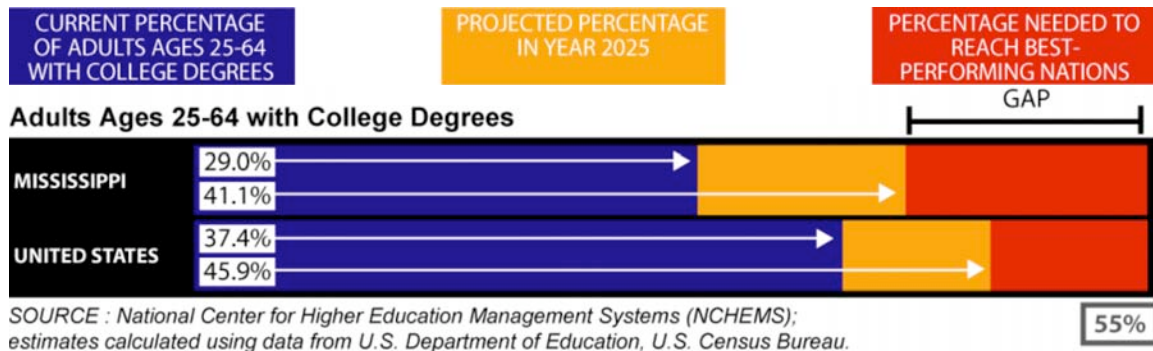 CURRENT PERCENTAGE
OF ADULTS AGES 25-64
WITH COLLEGE DEGREES
PROJECTED PERCENTAGE
IN YEAR 2025
PERCENTAGE NEEDED TO
REACH BEST-
PERFORMING NATIONS
GAP
Adults Ages 25-64 with College Degrees
MISSISSIPPI
29.0%
41.1%
UNITED STATES
37.4%
45.9%
SOURCE : National Center for Higher Education Management Systems (NCHEMS);
estimates calculated using data from U.S. Department of Education, U.S. Census Bureau.
55%